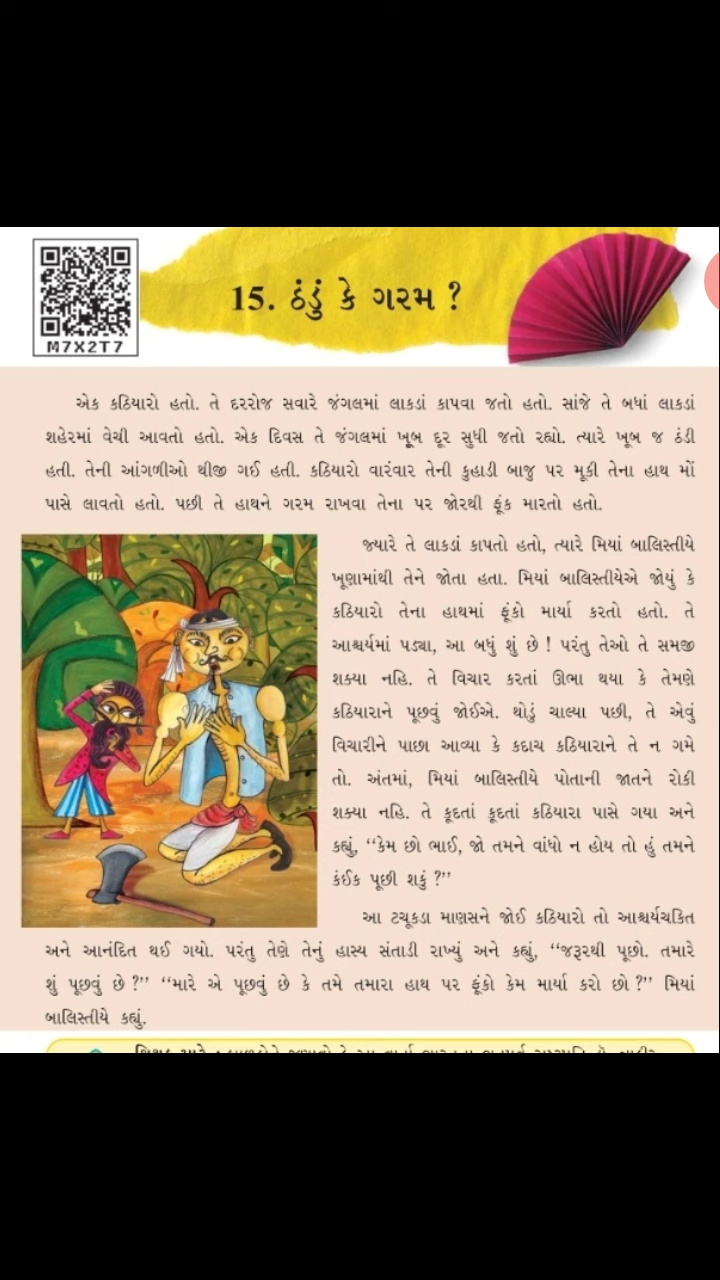 M7X2T7
15. ઠંડું કે ગરમ ?
એક કઠિયારો હતો. તે દરરોજ સવારે જંગલમાં લાકડાં કાપવા જતો હતો. સાંજે તે બધાં લાકડાં
શહેરમાં વેચી આવતો હતો. એક દિવસ તે જંગલમાં ખૂબ દૂર સુધી જતો રહ્યો. ત્યારે ખૂબ જ ઠંડી
હતી. તેની આંગળીઓ થીજી ગઈ હતી. કઠિયારો વારંવાર તેની કુહાડી બાજુ પર મૂકી તેના હાથ મોં
પાસે લાવતો હતો. પછી તે હાથને ગરમ રાખવા તેના પર જોરથી ફૂંક મારતો હતો.
જ્યારે તે લાકડાં કાપતો હતો, ત્યારે મિયાં બાલિસ્તીયે
ખૂણામાંથી તેને જોતા હતા. મિયાં બાલિસ્તીયેએ જોયું કે
કઠિયારો તેના હાથમાં ફૂંકો માર્યા કરતો હતો. તે
આશ્ચર્યમાં પડ્યા, આ બધું શું છે ! પરંતુ તેઓ તે સમજી
શક્યા નહિ. તે વિચાર કરતાં ઊભા થયા કે તેમણે
કઠિયારાને પૂછવું જોઈએ. થોડું ચાલ્યા પછી, તે એવું
વિચારીને પાછા આવ્યા કે કદાચ કઠિયારાને તે ન ગમે
તો. અંતમાં, મિયાં બાલિસ્તીયે પોતાની જાતને રોકી
શક્યા નહિ. તે કૂદતાં કૂદતાં કઠિયારા પાસે ગયા અને
કહ્યું, ‘‘કેમ છો ભાઈ, જો તમને વાંધો ન હોય તો હું તમને
કંઈક પૂછી શકું ?’’
આ ટચૂકડા માણસને જોઈ કઠિયારો તો આશ્ચર્યચકિત
અને આનંદિત થઈ ગયો. પરંતુ તેણે તેનું હાસ્ય સંતાડી રાખ્યું અને કહ્યું, ‘‘જરૂરથી પૂછો. તમારે
શું પૂછવું છે ?’’ ‘‘મારે એ પૂછવું છે કે તમે તમારા હાથ પર ફૂંકો કેમ માર્યા કરો છો ?’’ મિયાં
બાલિસ્તીયે કહ્યું.